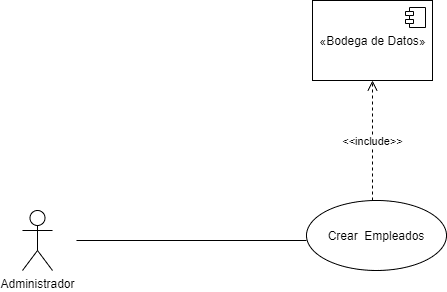 «Bodega de Datos»
<<include>>
Crear Empleados
Administrador